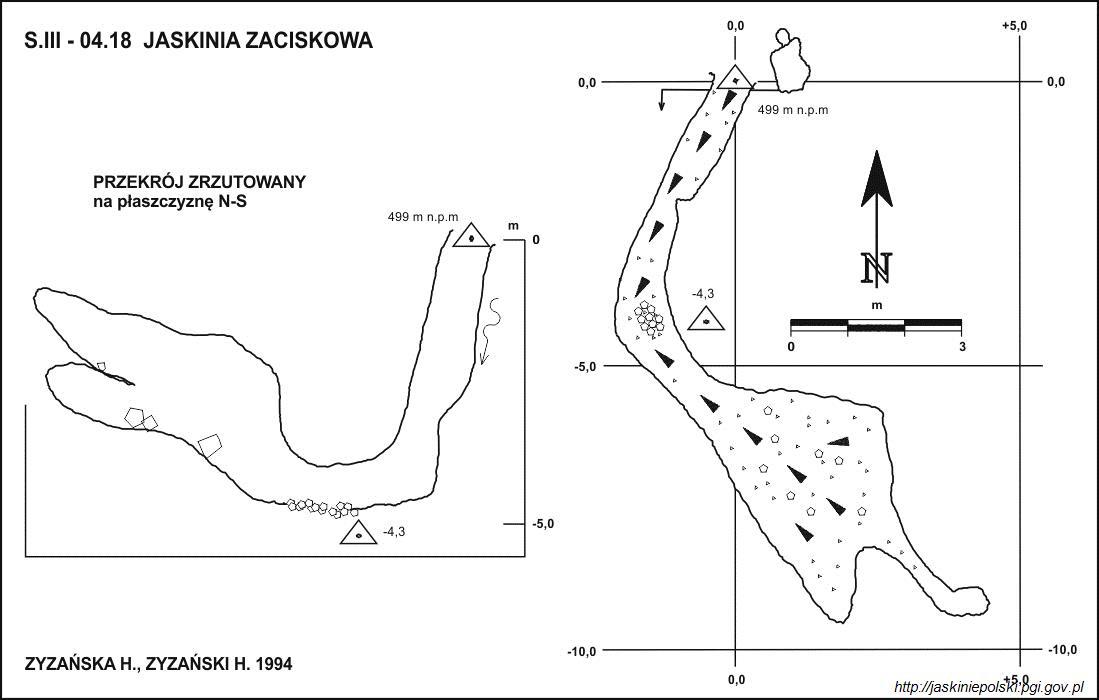 S.III - 04.18 JASKINIA ZACISKOWA
PRZEKRÓJ ZRZUTOWANY
na płaszczyznę N-S
499 m n.p.m
m
0
-4,3
-5,0
ZYZAŃSKA H., ZYZAŃSKI H. 1994
0,0
+5,0
0,0
0,0
499 m n.p.m
N
-4,3
m
0
3
-5,0
-10,0
-10,0
0,0
+5,0
http://jaskiniepolski.pgi.gov.pl